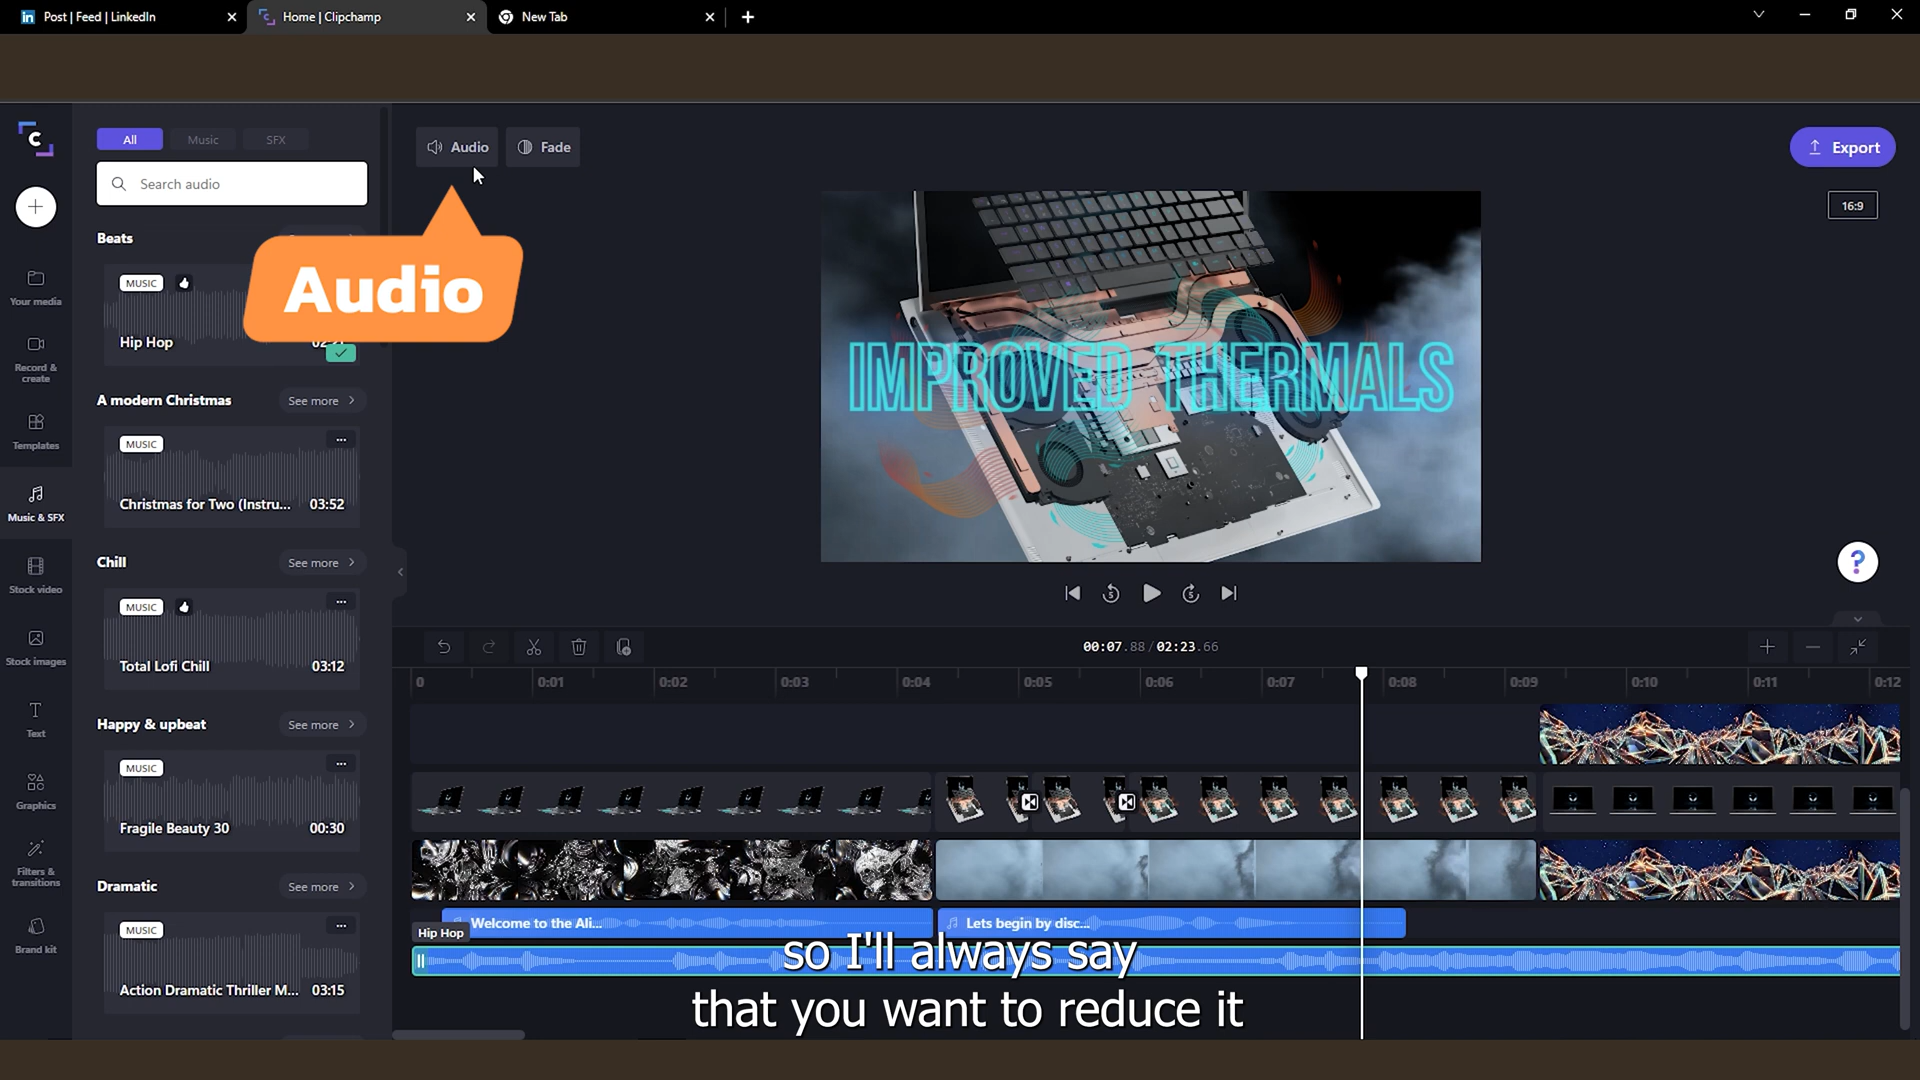 Post | Feed | LinkedIn
Home | Clipchamp
New Tab
All
Music
SFX
Search audio
Audio
Fade
Export
16:9
Audio
IMPROVED THERMALS
Your media
Record & create
Templates
Music & SFX
Stock video
Stock images
Text
Graphics
Filters & transitions
Brand kit
Beats
MUSIC
Hip Hop
A modern Christmas
See more
MUSIC
Christmas for Two (Instru...
03:52
Chill
See more
MUSIC
Total Lofi Chill
03:12
Happy & upbeat
See more
MUSIC
Fragile Beauty 30
00:30
Dramatic
See more
MUSIC
Action Dramatic Thriller M...
03:15
5
5
?
00:07.88 / 02:23.66
0
0:01
0:02
0:03
0:04
0:05
0:06
0:07
0:08
0:09
0:10
0:11
0:12
Welcome to the Ali...
Lets begin by disc...
Hip Hop
so I'll always say
that you want to reduce it